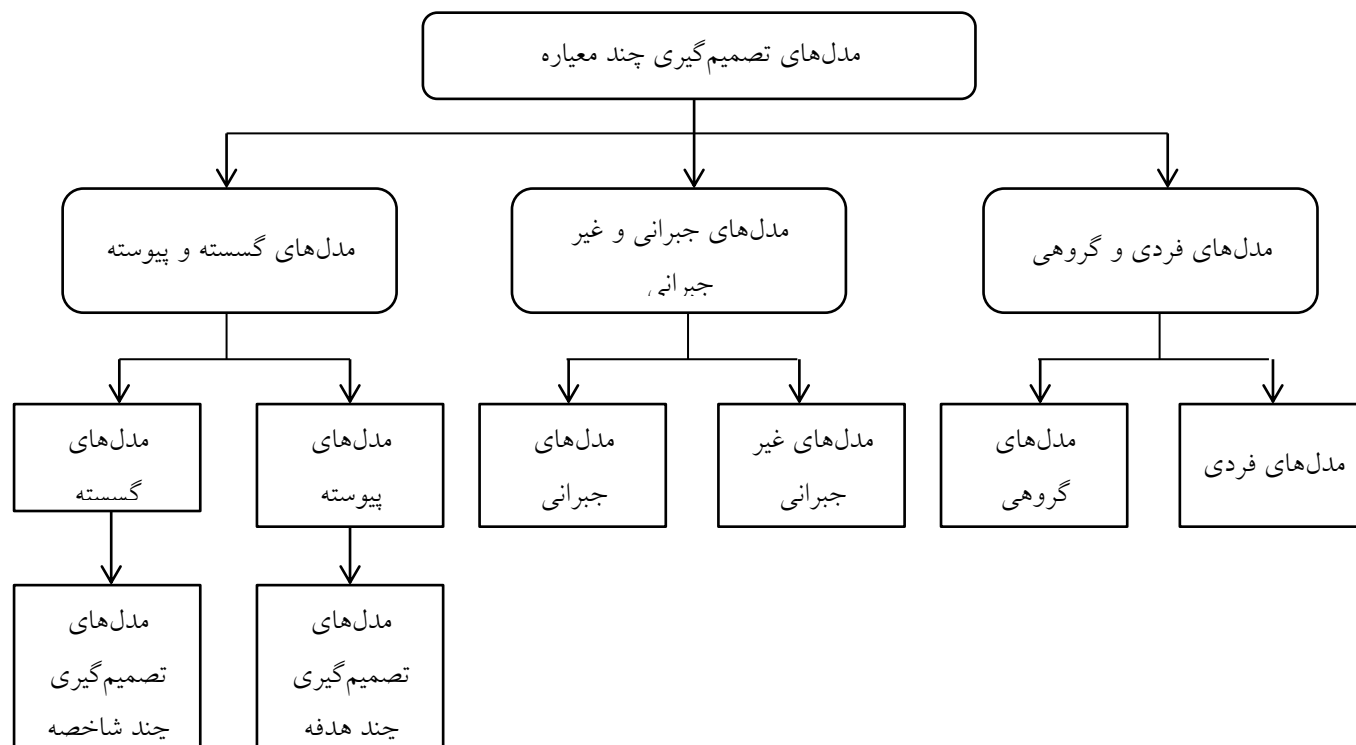 مدل‌های تصمیم‌گیری چند معیاره
مدل‌های فردی و گروهی
مدل‌های جبرانی و غیر
جبرانی
مدل‌های گسسته و پیوسته
مدل‌های فردی
مدل‌های
گروهی
مدل‌های غیر
جبرانی
مدل‌های
جبرانی
مدل‌های
پیوسته
مدل‌های
گسسته
مدل‌های
تصمیم‌گیری
چند هدفه
مدل‌های
تصمیم‌گیری
چند شاخصه